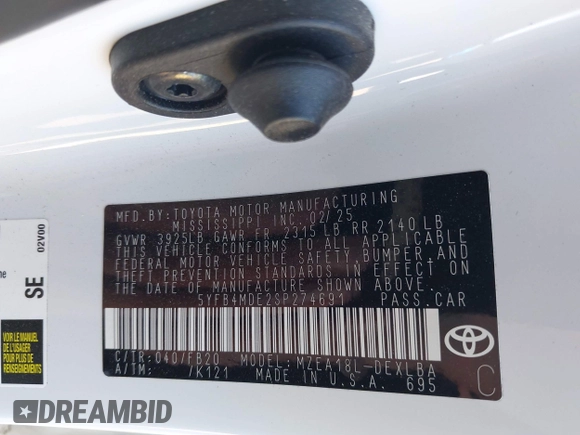 MFD.BY:TOYOTA MOTOR MANUFACTURING
MISSISSIPPI INC. 02/25
GVWR 3925LB GAWR FR 2315LB RR 2140LB
THIS VEHICLE CONFORMS TO ALL APPLICABLE
FEDERAL MOTOR VEHICLE SAFETY, BUMPER,AND
THEFT PREVENTION STANDARDS IN EFFECT ON
THE DATE OF MANUFACTURE SHOWN ABOVE.
5YFB4MDE2SP274691 PASS.CAR
C/TR:040/FB20 MODEL:MZEA18L-DEXLBA
A/TM: /K121 MADE IN U.S.A. 695
TOYOTA
C
SE
02V00
VOIR LE MANUEL
DE L'USAGER
POUR PLUS DE
RENSEIGNEMENTS
DREAMBID